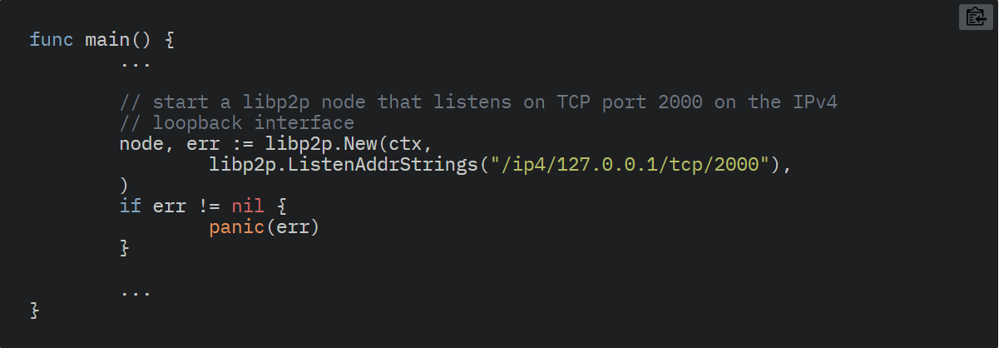 func main() {
        ...

        // start a libp2p node that listens on TCP port 2000 on the IPv4
        // loopback interface
        node, err := libp2p.New(ctx,
                libp2p.ListenAddrStrings("/ip4/127.0.0.1/tcp/2000"),
        )
        if err != nil {
                panic(err)
        }

        ...
}